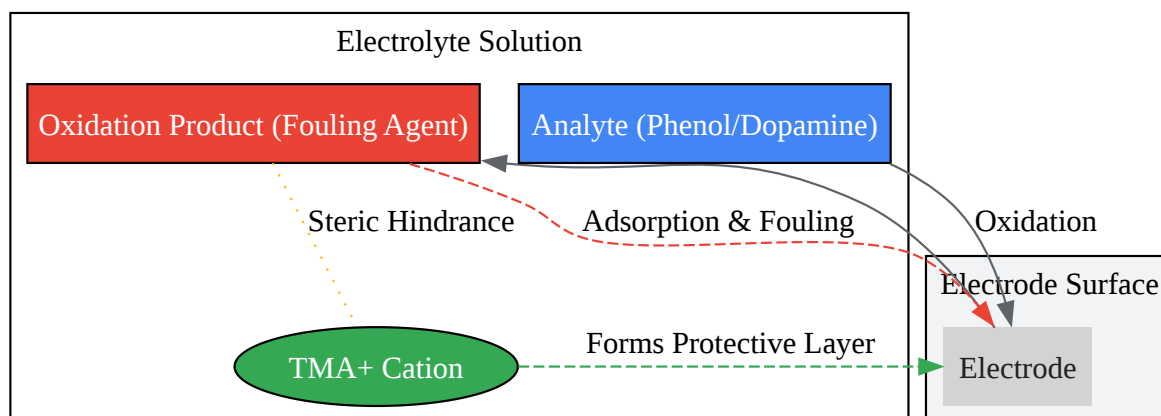 Electrolyte Solution
Oxidation Product (Fouling Agent)
Analyte (Phenol/Dopamine)
Steric Hindrance
Adsorption & Fouling
Oxidation
Electrode Surface
TMA+ Cation
Forms Protective Layer
Electrode